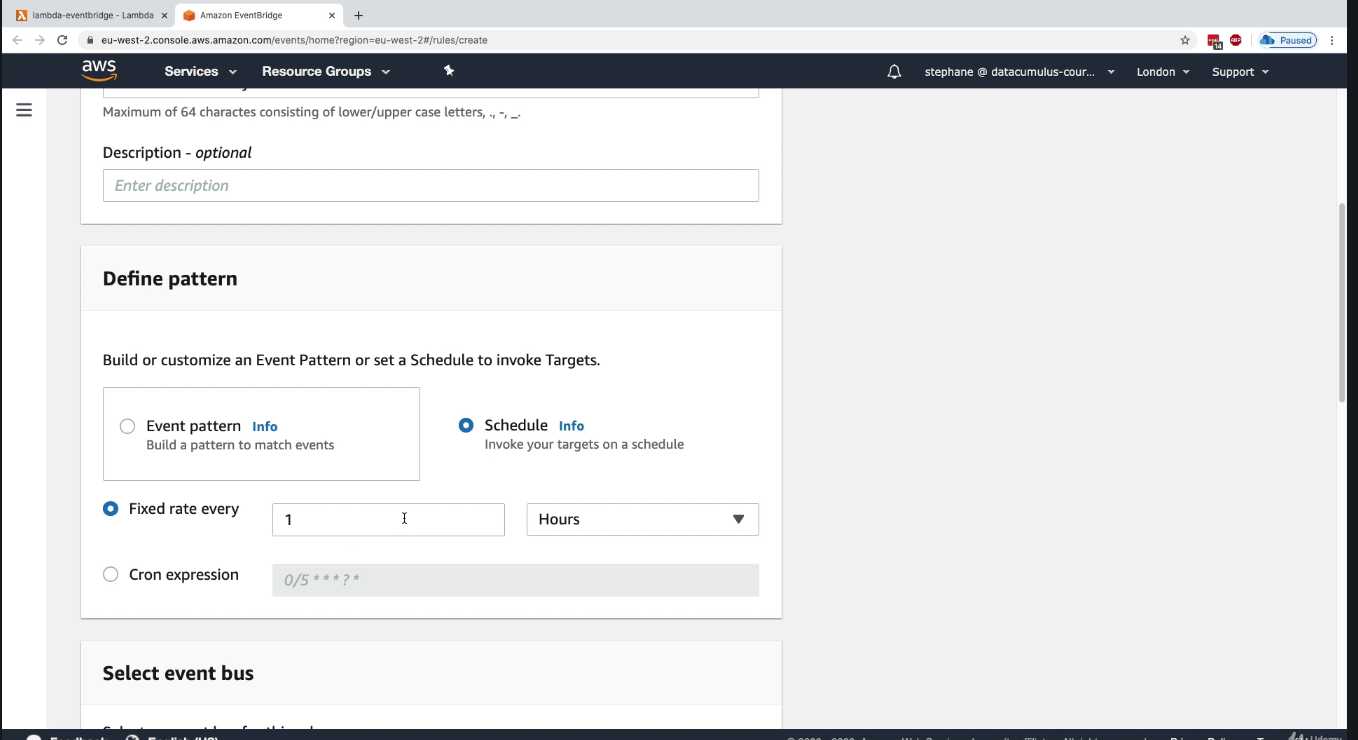 lambda-eventbridge - Lambda
Amazon EventBridge
eu-west-2.console.aws.amazon.com/events/home?region=eu-west-2#/rules/create
14
ABP
Paused
aws
Services
Resource Groups
stephane @ datacumulus-cour...
London
Support
Maximum of 64 charactes consisting of lower/upper case letters, ., -, _.
Description - optional
Enter description
Define pattern
Build or customize an Event Pattern or set a Schedule to invoke Targets.
Event pattern Info
Build a pattern to match events
Schedule Info
Invoke your targets on a schedule
Fixed rate every
1
Hours
Cron expression
0/5 * * * ? *
Select event bus